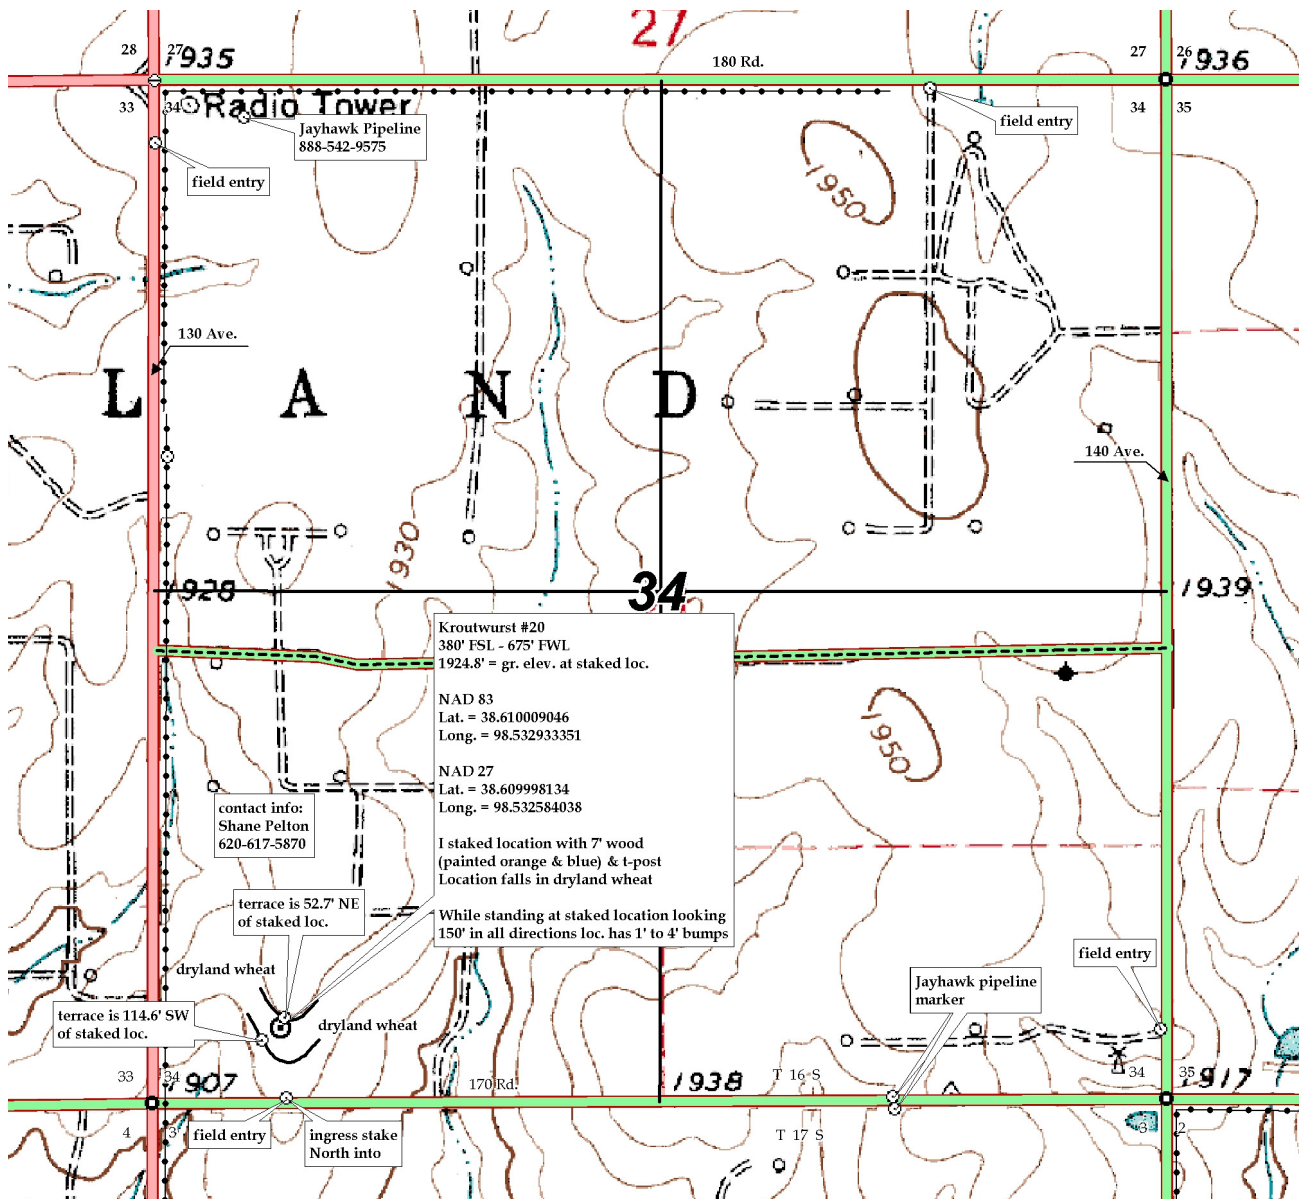 27
28
27
1935
180 Rd.
27
26
1936
33
34
Radio Tower
34
35
Jayhawk Pipeline
888-542-9575
field entry
field entry
1950
130 Ave.
L A N D
140 Ave.
1930
1928
34
1939
Kroutwurst #20
380' FSL - 675' FWL
1924.8' = gr. elev. at staked loc.
NAD 83
Lat. = 38.610009046
Long. = 98.532933351
NAD 27
Lat. = 38.609998134
Long. = 98.532584038
I staked location with 7' wood
(painted orange & blue) & t-post
Location falls in dryland wheat
While standing at staked location looking
150' in all directions loc. has 1' to 4' bumps
1950
contact info:
Shane Pelton
620-617-5870
terrace is 52.7' NE
of staked loc.
dryland wheat
field entry
Jayhawk pipeline
marker
terrace is 114.6' SW
of staked loc.
dryland wheat
33
34
1907
170 Rd.
1938
T 16 S
34
35
1917
4
3
field entry
ingress stake
North into
T 17 S
3
2